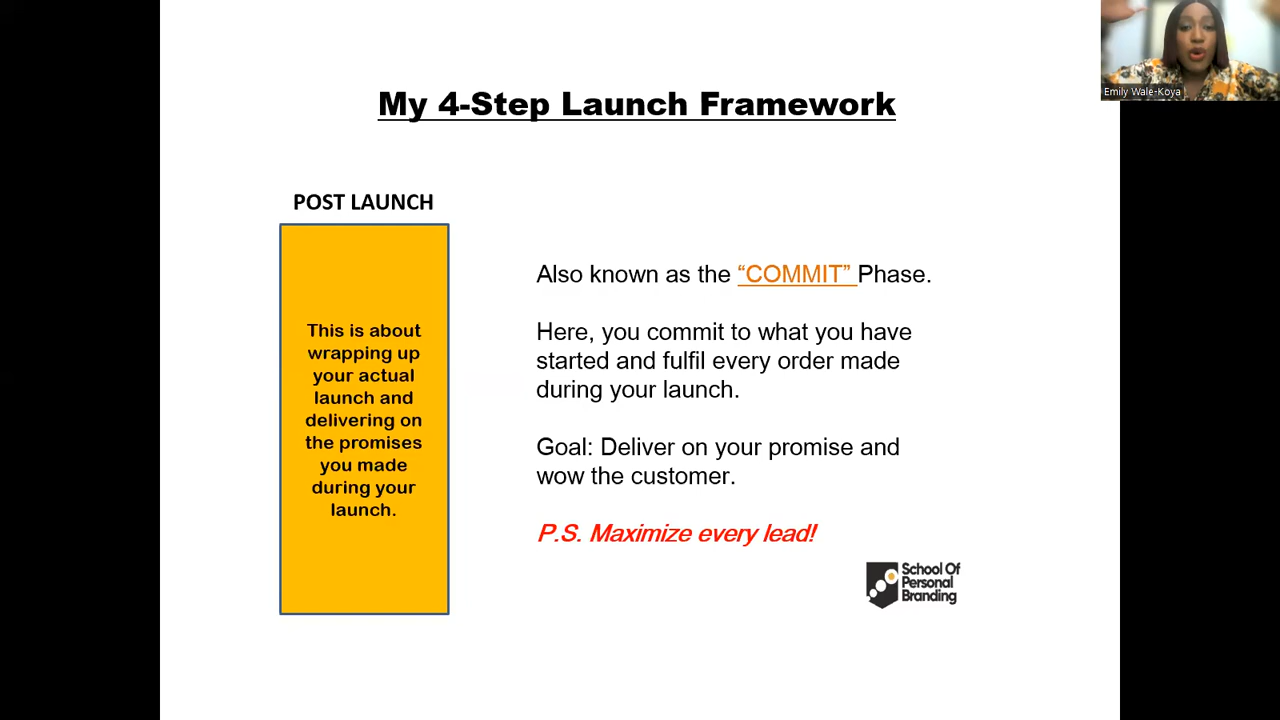 My 4-Step Launch Framework
Emily Wale-Koya
POST LAUNCH
This is about
wrapping up
your actual
launch and
delivering on
the promises
you made
during your
launch.
Also known as the “COMMIT” Phase.
Here, you commit to what you have
started and fulfil every order made
during your launch.
Goal: Deliver on your promise and
wow the customer.
P.S. Maximize every lead!
School Of
Personal
Branding